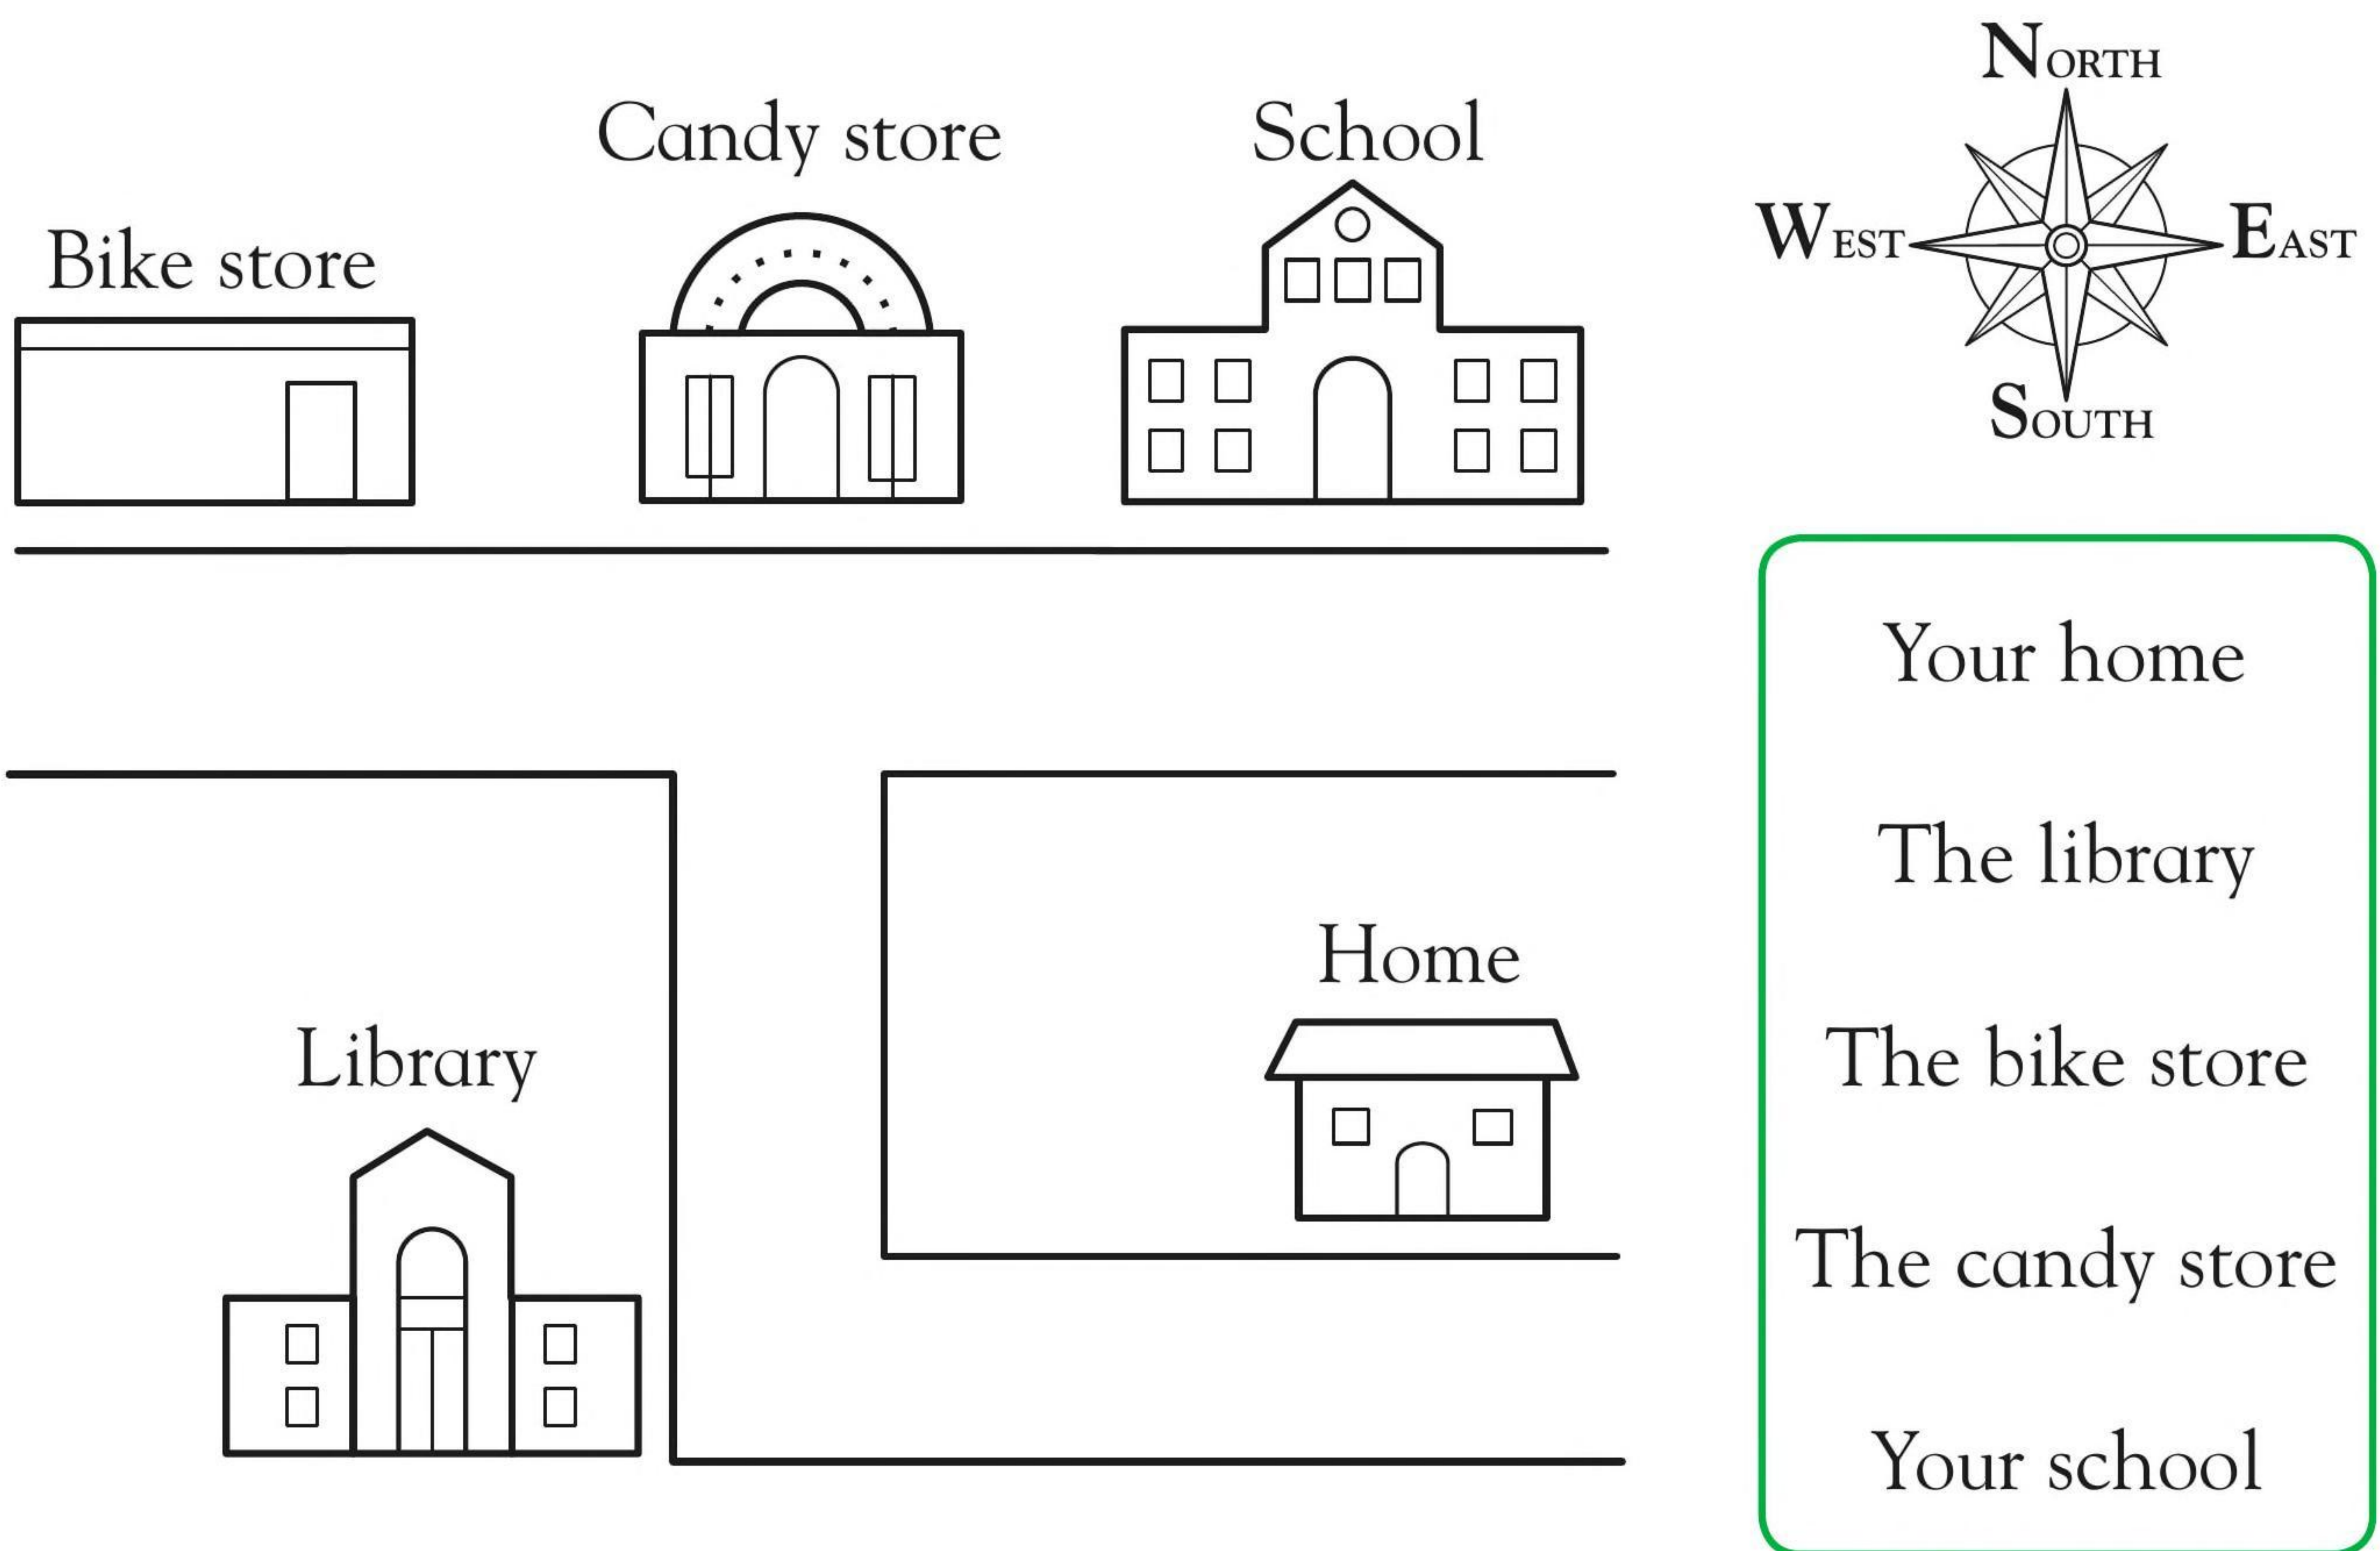 NORTH
Candy store
School
WEST
EAST
Bike store
SOUTH
Your home
The library
Home
Library
The bike store
The candy store
Your school